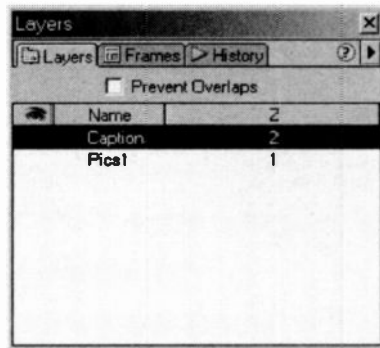 Layers
Layers Frames History ?
Prevent Overlaps
Name Z
Caption 2
Pics1 1